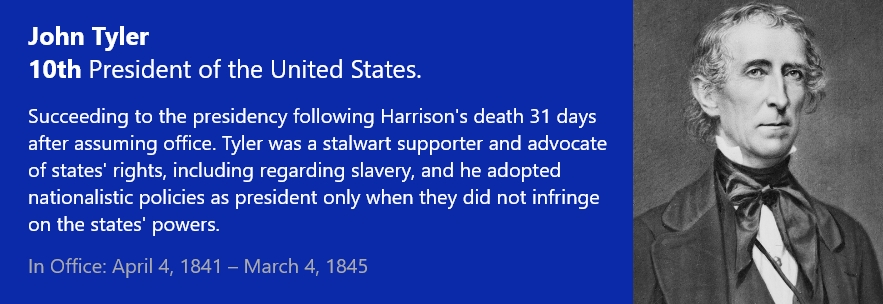 John Tyler
10th President of the United States.
Succeeding to the presidency following Harrison's death 31 days
after assuming office. Tyler was a stalwart supporter and advocate
of states' rights, including regarding slavery, and he adopted
nationalistic policies as president only when they did not infringe
on the states' powers.
In Office: April 4, 1841 – March 4, 1845